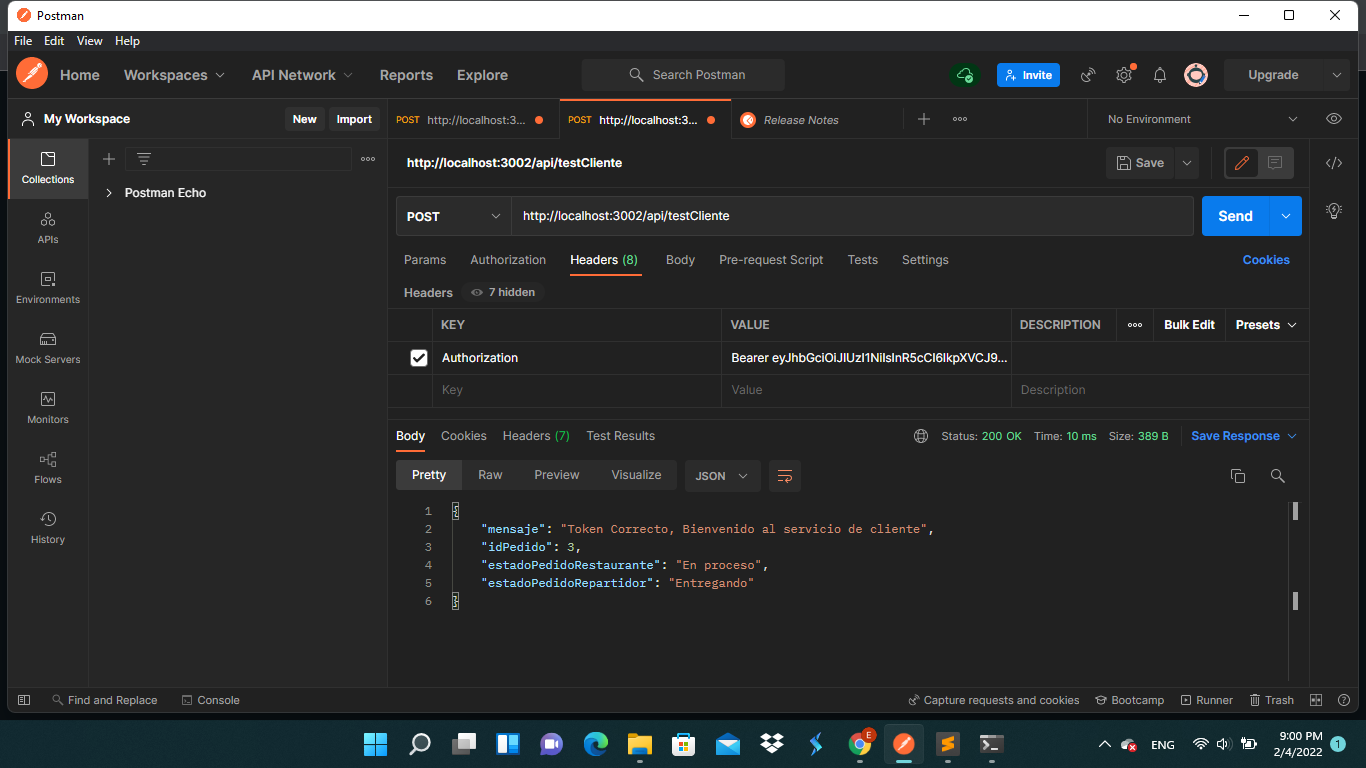 Postman
File Edit View Help
Home Workspaces API Network Reports Explore Search Postman Invite Upgrade
My Workspace New Import POST http://localhost:3... POST http://localhost:3... Release Notes No Environment
http://localhost:3002/api/testCliente Save
Collections
Postman Echo
POST http://localhost:3002/api/testCliente Send
APIs
Params Authorization Headers (8) Body Pre-request Script Tests Settings Cookies
Headers 7 hidden
Environments
KEY VALUE DESCRIPTION Bulk Edit Presets
Mock Servers
Authorization Bearer eyJhbGciOiJIUzI1NiIsInR5cCI6IkpXVCJ9...
Key Value Description
Monitors
Body Cookies Headers (7) Test Results Status: 200 OK Time: 10 ms Size: 389 B Save Response
Flows
Pretty Raw Preview Visualize JSON
History
1 {
2 "mensaje": "Token Correcto, Bienvenido al servicio de cliente",
3 "idPedido": 3,
4 "estadoPedidoRestaurante": "En proceso",
5 "estadoPedidoRepartidor": "Entregando"
6 }
Find and Replace Console Capture requests and cookies Bootcamp Runner Trash
E
ENG 9:00 PM 1
2/4/2022